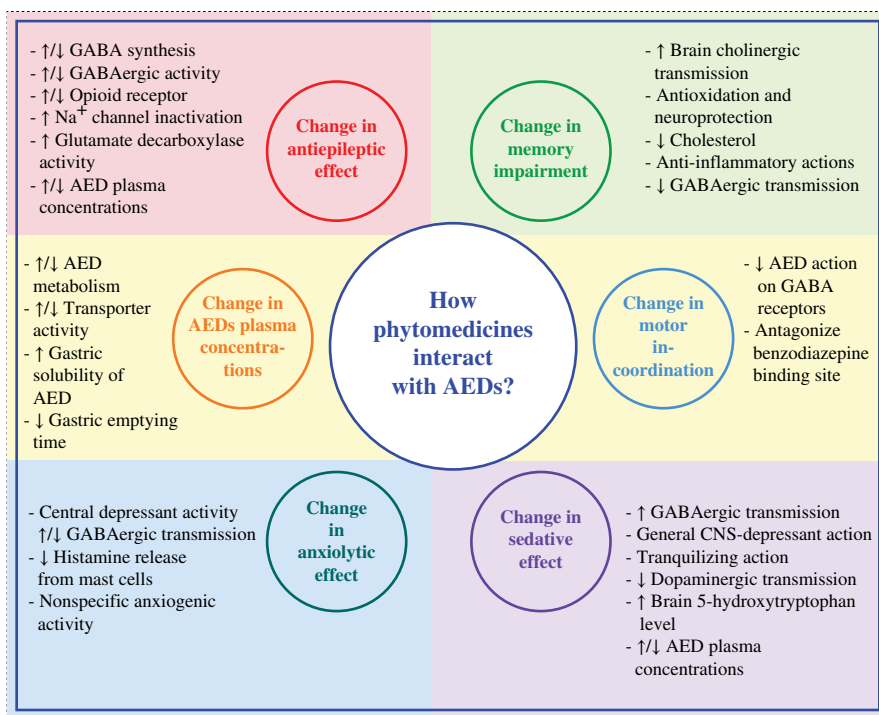 - ↑/↓ GABA synthesis
- ↑/↓ GABAergic activity
- ↑/↓ Opioid receptor
- ↑ Na⁺ channel inactivation
- ↑ Glutamate decarboxylase
activity
- ↑/↓ AED plasma
concentrations
Change in
antiepileptic
effect
Change in
memory
impairment
- ↑ Brain cholinergic
transmission
- Antioxidation and
neuroprotection
- ↓ Cholesterol
- Anti-inflammatory actions
- ↓ GABAergic transmission
- ↑/↓ AED
metabolism
- ↑/↓ Transporter
activity
- ↑ Gastric
solubility of
AED
- ↓ Gastric emptying
time
Change in
AEDs plasma
concentra-
tions
How
phytomedicines
interact
with AEDs?
Change in
motor
in-
coordination
- ↓ AED action
on GABA
receptors
- Antagonize
benzodiazepine
binding site
- Central depressant activity
↑/↓ GABAergic transmission
- ↓ Histamine release
from mast cells
- Nonspecific anxiogenic
activity
Change
in
anxiolytic
effect
Change in
sedative
effect
- ↑ GABAergic transmission
- General CNS-depressant action
- Tranquilizing action
- ↓ Dopaminergic transmission
- ↑ Brain 5-hydroxytryptophan
level
- ↑/↓ AED plasma
concentrations